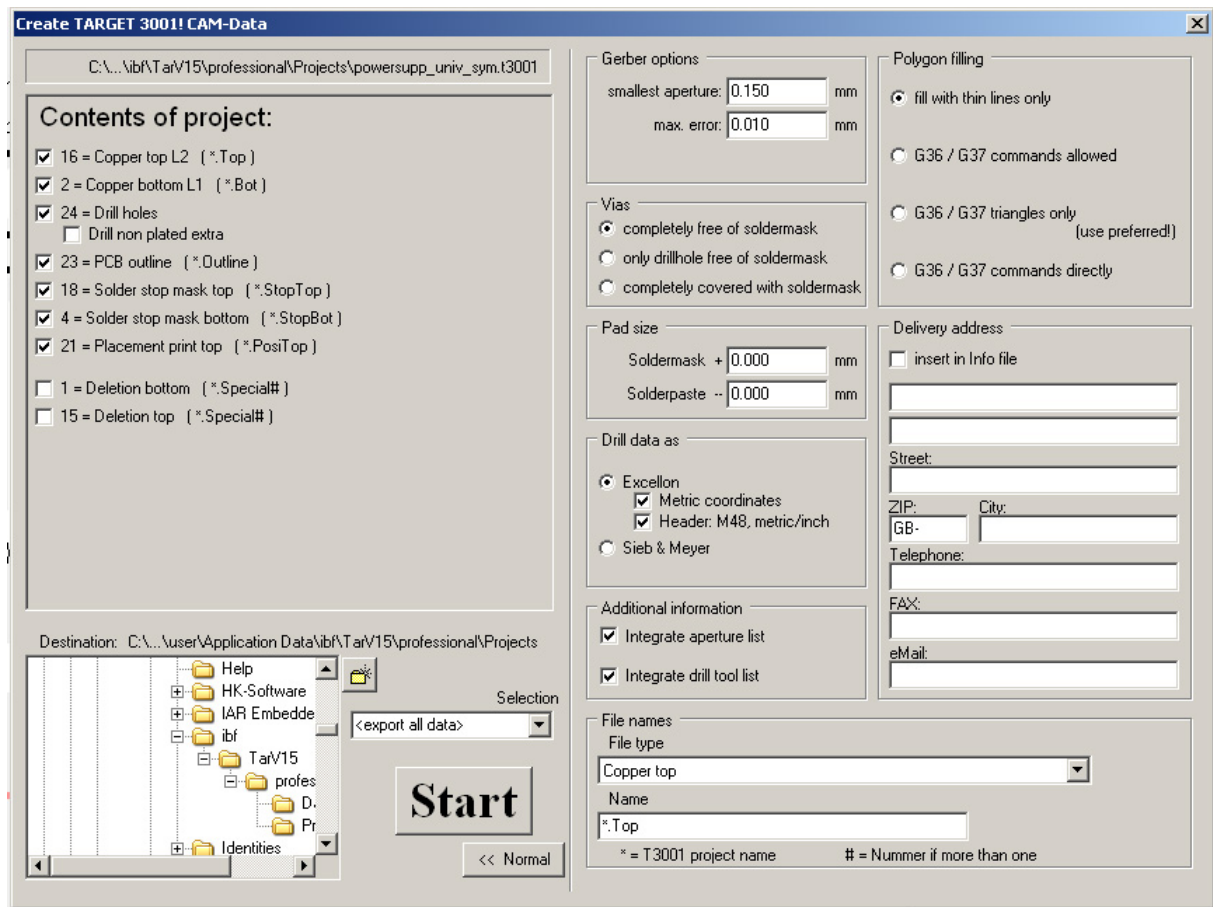 Create TARGET 3001! CAM-Data
C:\...\ibf\TarV15\professional\Projects\powersupp_univ_sym.t3001
Contents of project:
16 = Copper top L2 ( *.Top )
2 = Copper bottom L1 ( *.Bot )
24 = Drill holes
Drill non plated extra
23 = PCB outline ( *.Outline )
18 = Solder stop mask top ( *.StopTop )
4 = Solder stop mask bottom ( *.StopBot )
21 = Placement print top ( *.PosiTop )
1 = Deletion bottom ( *.Special# )
15 = Deletion top ( *.Special# )
Destination: C:\...\user\Application Data\ibf\TarV15\professional\Projects
Help
HK-Software
IAR Embedde
ibf
TarV15
profes
D
Pr
Identities
Selection
<export all data>
Start
<< Normal
Gerber options
smallest aperture: 0.150 mm
max. error: 0.010 mm
Vias
completely free of soldermask
only drillhole free of soldermask
completely covered with soldermask
Pad size
Soldermask + 0.000 mm
Solderpaste -- 0.000 mm
Drill data as
Excellon
Metric coordinates
Header: M48, metric/inch
Sieb & Meyer
Additional information
Integrate aperture list
Integrate drill tool list
Polygon filling
fill with thin lines only
G36 / G37 commands allowed
G36 / G37 triangles only
(use preferred!)
G36 / G37 commands directly
Delivery address
insert in Info file
Street:
ZIP: City:
GB-
Telephone:
FAX:
eMail:
File names
File type
Copper top
Name
*.Top
* = T3001 project name # = Nummer if more than one